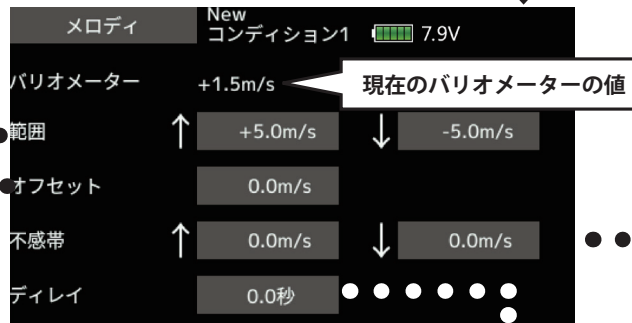 メロディ
New
コンディション1 7.9V
バリオメーター +1.5m/s 現在のバリオメーターの値
範囲 ↑ +5.0m/s ↓ -5.0m/s
オフセット 0.0m/s
不感帯 ↑ 0.0m/s ↓ 0.0m/s
ディレイ 0.0秒